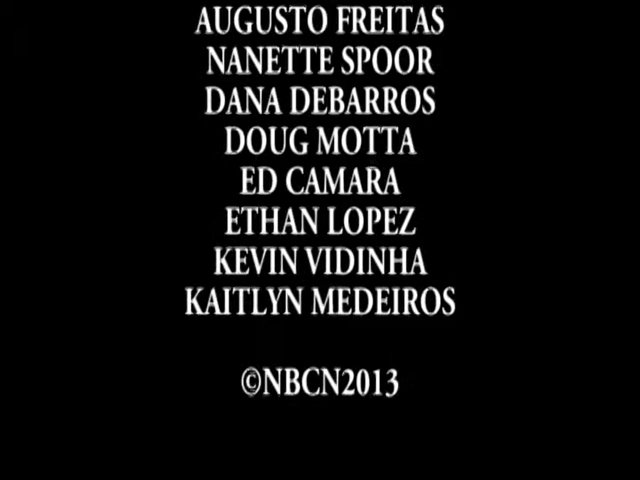 AUGUSTO FREITAS
NANETTE SPOOR
DANA DEBARROS
DOUG MOTTA
ED CAMARA
ETHAN LOPEZ
KEVIN VIDINHA
KAITLYN MEDEIROS
©NBCN2013